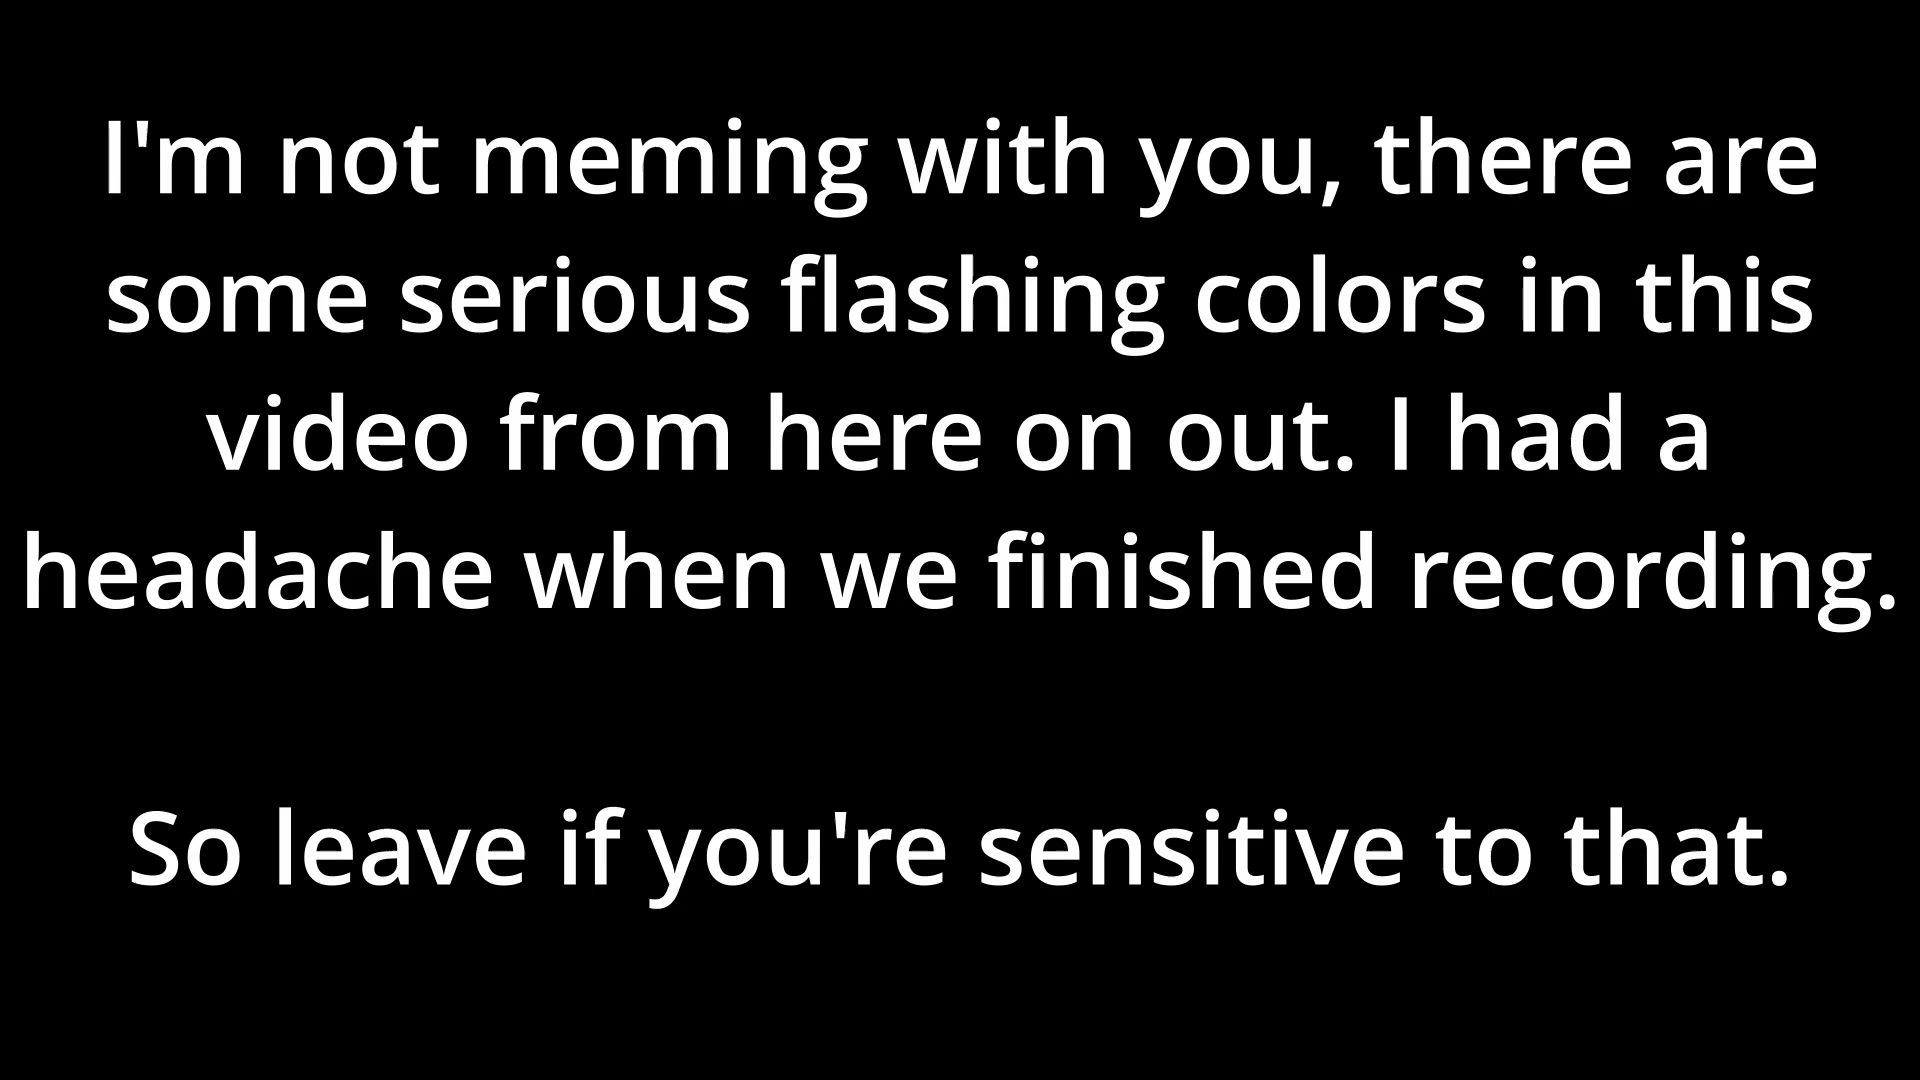 I'm not meming with you, there are
some serious flashing colors in this
video from here on out. I had a
headache when we finished recording.
So leave if you're sensitive to that.